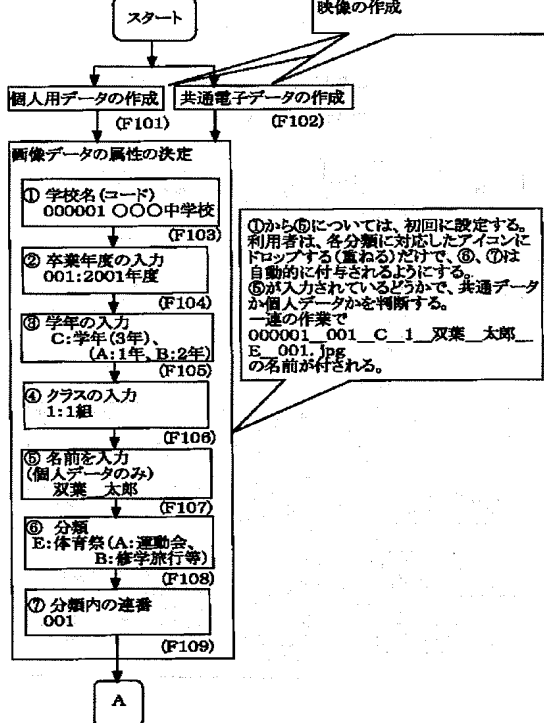 スタート
映像の作成
個人用データの作成
共通電子データの作成
(F101)
(F102)
画像データの属性の決定
① 学校名(コード)
000001 〇〇〇中学校
(F103)
② 卒業年度の入力
001:2001年度
(F104)
③ 学年の入力
C:学年(3年)、
(A:1年、B:2年)
(F105)
④ クラスの入力
1:1組
(F106)
⑤ 名前を入力
(個人データのみ)
双葉__太郎
(F107)
⑥ 分類
E:体育祭(A:運動会、
B:修学旅行等)
(F108)
⑦ 分類内の連番
001
(F109)
A
①から⑤については、初回に設定する。
利用者は、各分類に対応したアイコンに
ドロップする(重ねる)だけで、⑥、⑦は
自動的に付与されるようにする。
⑤が入力されているどうかで、共通データ
か個人データかを判断する。
一連の作業で
000001__001__C__1__双葉__太郎__
E__001.jpg
の名前が付される。